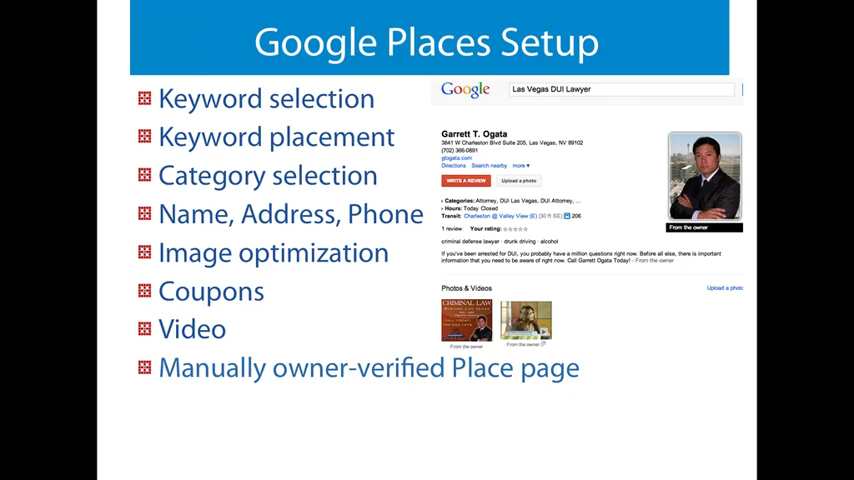 Google Places Setup
Keyword selection
Keyword placement
Category selection
Name, Address, Phone
Image optimization
Coupons
Video
Manually owner-verified Place page
Google
Las Vegas DUI Lawyer
Garrett T. Ogata
3641 W Charleston Blvd Suite 205, Las Vegas, NV 89102
(702) 366-0891
gtogata.com
Directions Search nearby more ▾
WRITE A REVIEW Upload a photo
Categories: Attorney, DUI Las Vegas, DUI Attorney, ...
Hours: Today Closed
Transit: Charleston @ Valley View (E) (30 ft SE) 206
1 review Your rating:
criminal defense lawyer · drunk driving · alcohol
If you've been arrested for DUI, you probably have a million questions right now. Before all else, there is important
information that you need to be aware of right now. Call Garrett Ogata Today! - From the owner
From the owner
Photos & Videos
Upload a photo
CRIMINAL LAW
From the owner
From the owner